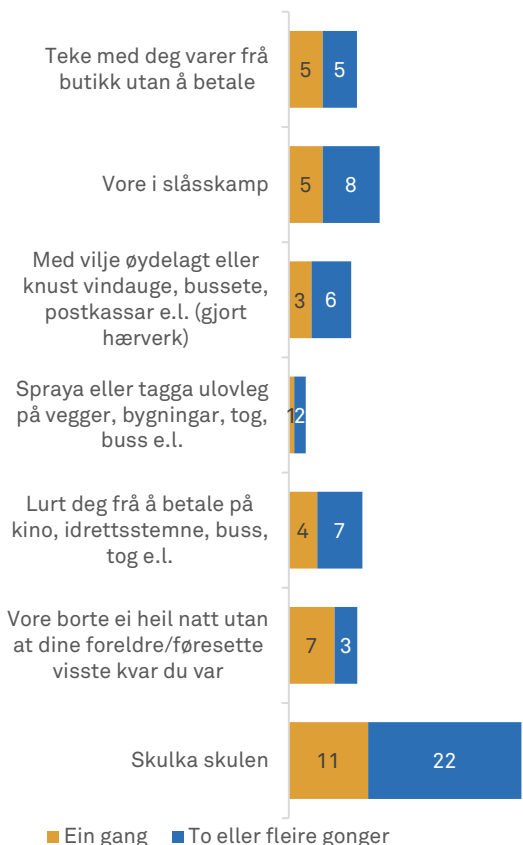 Teke med deg varer frå
butikk utan å betale
5 5
Vore i slåsskamp
5 8
Med vilje øydelagt eller
knust vindauge, bussete,
postkassar e.l. (gjort
hærverk)
3 6
Spraya eller tagga ulovleg
på vegger, bygningar, tog,
buss e.l.
1 2
Lurt deg frå å betale på
kino, idrettsstemne, buss,
tog e.l.
4 7
Vore borte ei heil natt utan
at dine foreldre/føresette
visste kvar du var
7 3
Skulka skulen
11 22
Ein gang To eller fleire gonger